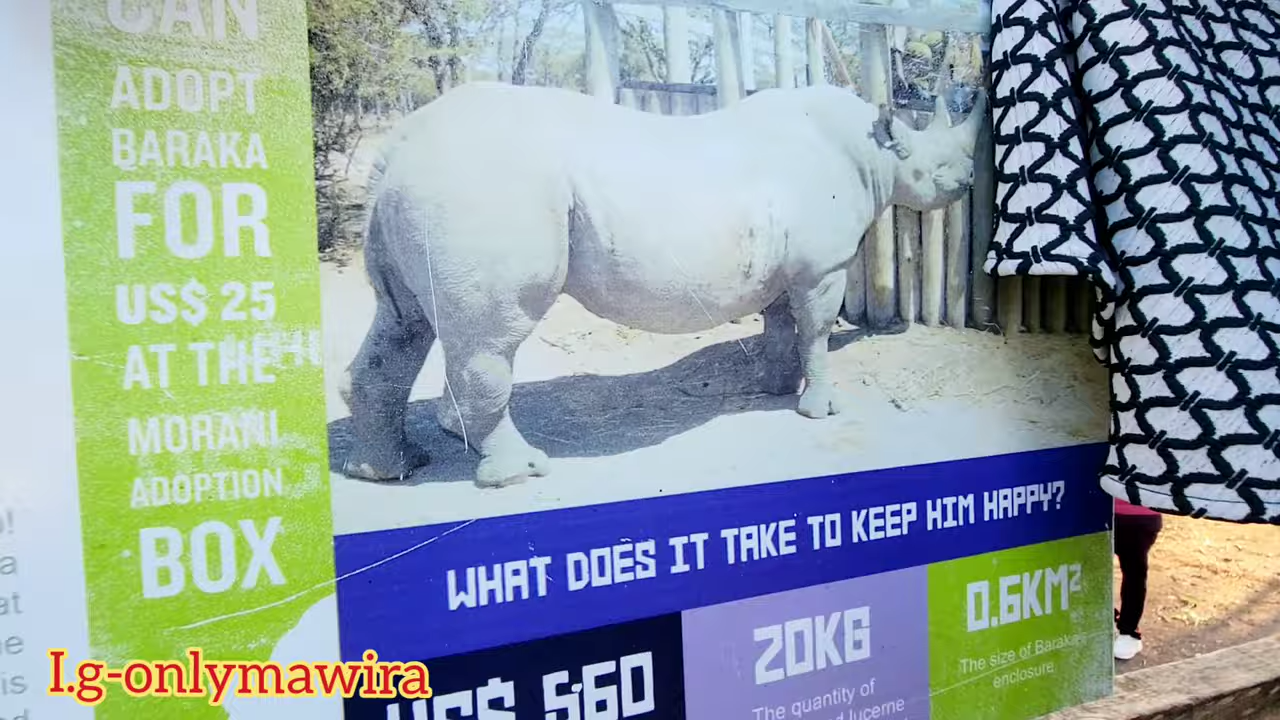 CAN
ADOPT
BARAKA
FOR
US$ 25
AT THE
MORANI
ADOPTION
BOX
WHAT DOES IT TAKE TO KEEP HIM HAPPY?
US$ 560
20KG
The quantity of
lucerne
0.6KM²
The size of Baraka's
enclosure
I.g-onlymawira